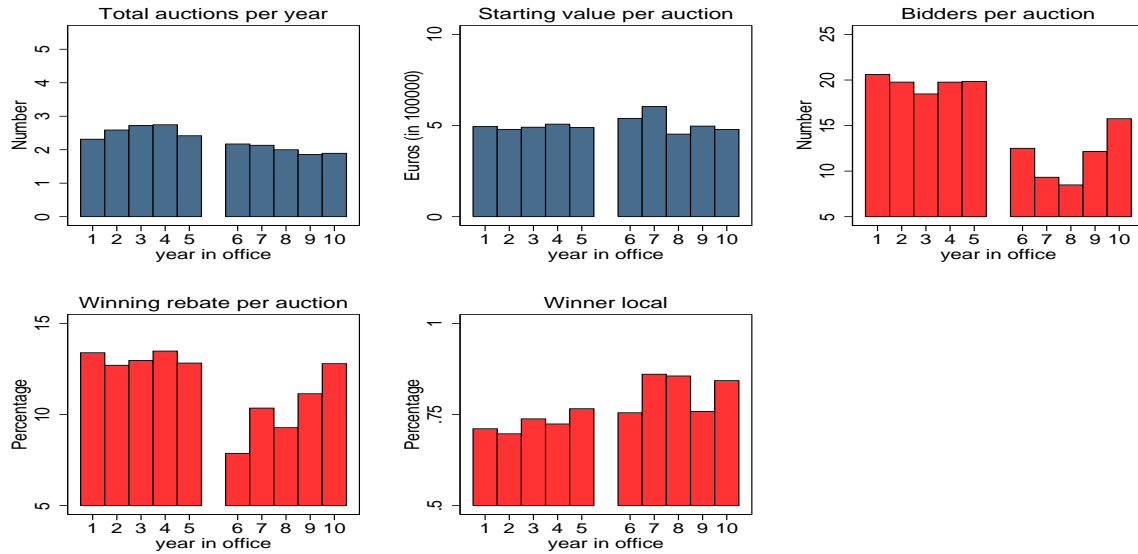 Total auctions per year
Number
0 1 2 3 4 5
1 2 3 4 5 6 7 8 9 10
year in office
Starting value per auction
Euros (in 100000)
0 5 10
1 2 3 4 5 6 7 8 9 10
year in office
Bidders per auction
Number
5 10 15 20 25
1 2 3 4 5 6 7 8 9 10
year in office
Winning rebate per auction
Percentage
5 10 15
1 2 3 4 5 6 7 8 9 10
year in office
Winner local
Percentage
.5 .75 1
1 2 3 4 5 6 7 8 9 10
year in office